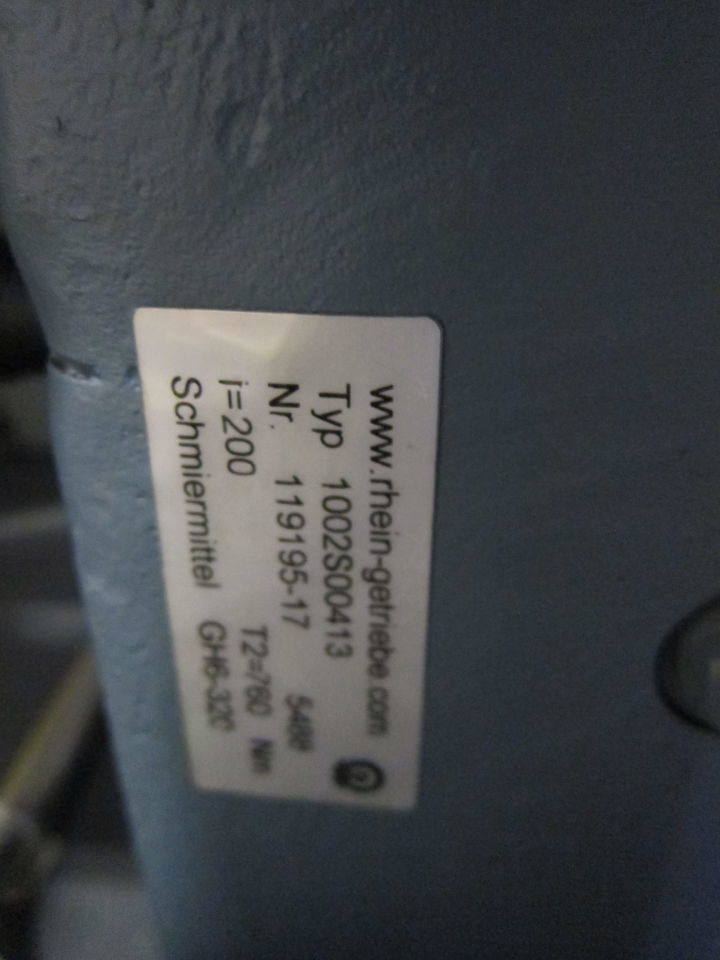 www.rhein-getriebe.com
Typ 1002S00413
Nr. 119195-17
i=200 T2=760 Nm
Schmiermittel GH6-320